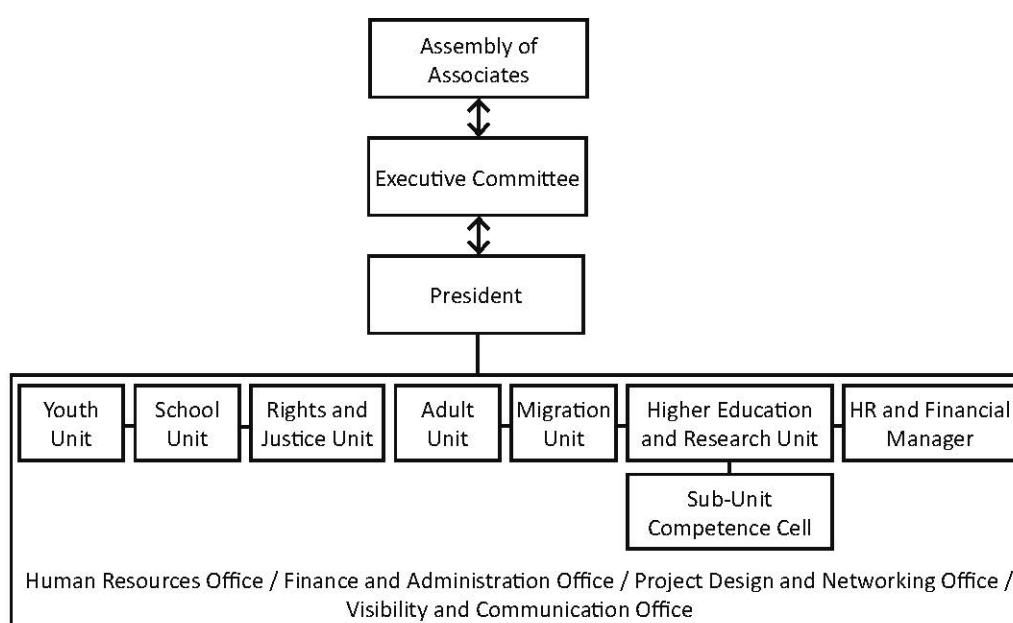 Assembly of
Associates
Executive Committee
President
Youth
Unit
School
Unit
Rights and
Justice Unit
Adult
Unit
Migration
Unit
Higher Education
and Research Unit
HR and Financial
Manager
Sub-Unit
Competence Cell
Human Resources Office / Finance and Administration Office / Project Design and Networking Office /
Visibility and Communication Office